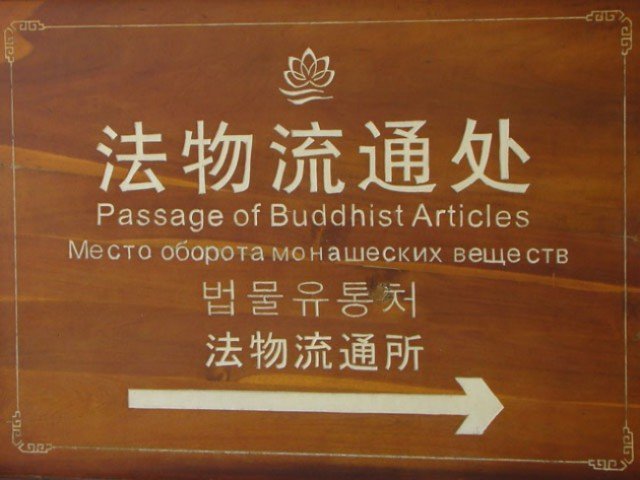 法物流通处
Passage of Buddhist Articles
Место оборота монашеских веществ
법물유통처
法物流通所